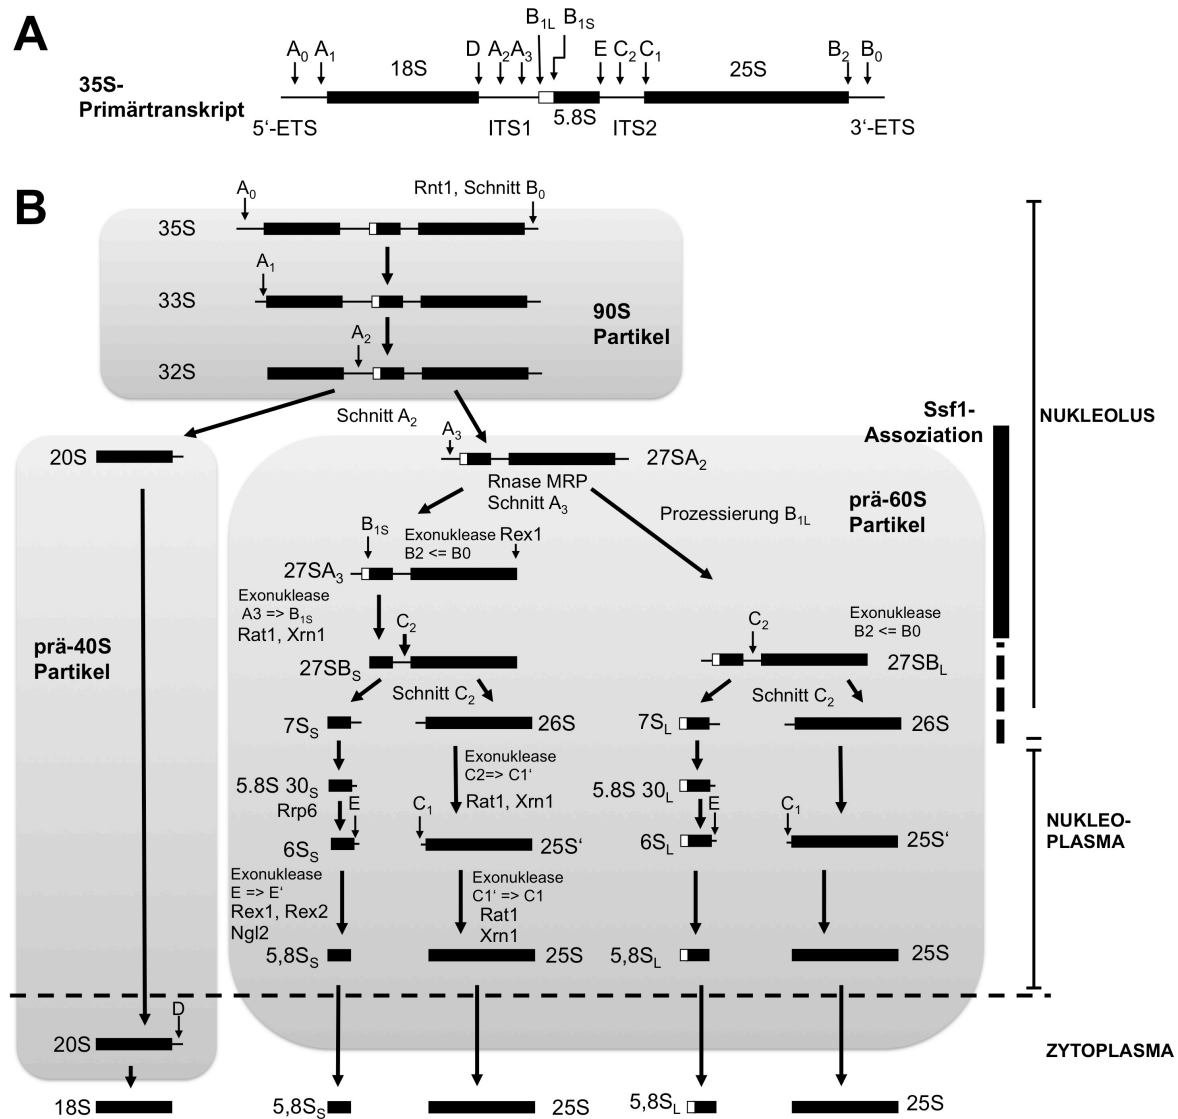 A
B₁L B₁S
A₀ A₁ D A₂ A₃ E C₂ C₁ B₂ B₀
18S 25S
35S-
Primärtranskript
5.8S
5‘-ETS ITS1 ITS2 3‘-ETS
B
A₀ Rnt1, Schnitt B₀
35S
A₁
33S
90S
Partikel
A₂
32S
Schnitt A₂
Ssf1-
Assoziation
NUKLEOLUS
A₃
20S
27SA₂
Rnase MRP
Schnitt A₃
prä-60S
Partikel
Prozessierung B₁L
B₁S
Exonuklease Rex1
B2 <= B0
27SA₃
Exonuklease
A3 => B₁S
Rat1, Xrn1
Exonuklease
B2 <= B0
C₂
C₂
prä-40S
Partikel
27SBS
27SBL
Schnitt C₂
Schnitt C₂
7SS 26S 7SL 26S
Exonuklease
C2=> C1‘
Rat1, Xrn1
5.8S 30S
5.8S 30L
Rrp6 E C₁ E C₁
6SS 25S‘ 6SL 25S‘
NUKLEO-
PLASMA
Exonuklease
E => E‘
Rex1, Rex2
Ngl2
Exonuklease
C1‘ => C1
Rat1
Xrn1
5,8SS 25S 5,8SL 25S
D
20S
ZYTOPLASMA
18S 5,8SS 25S 5,8SL 25S